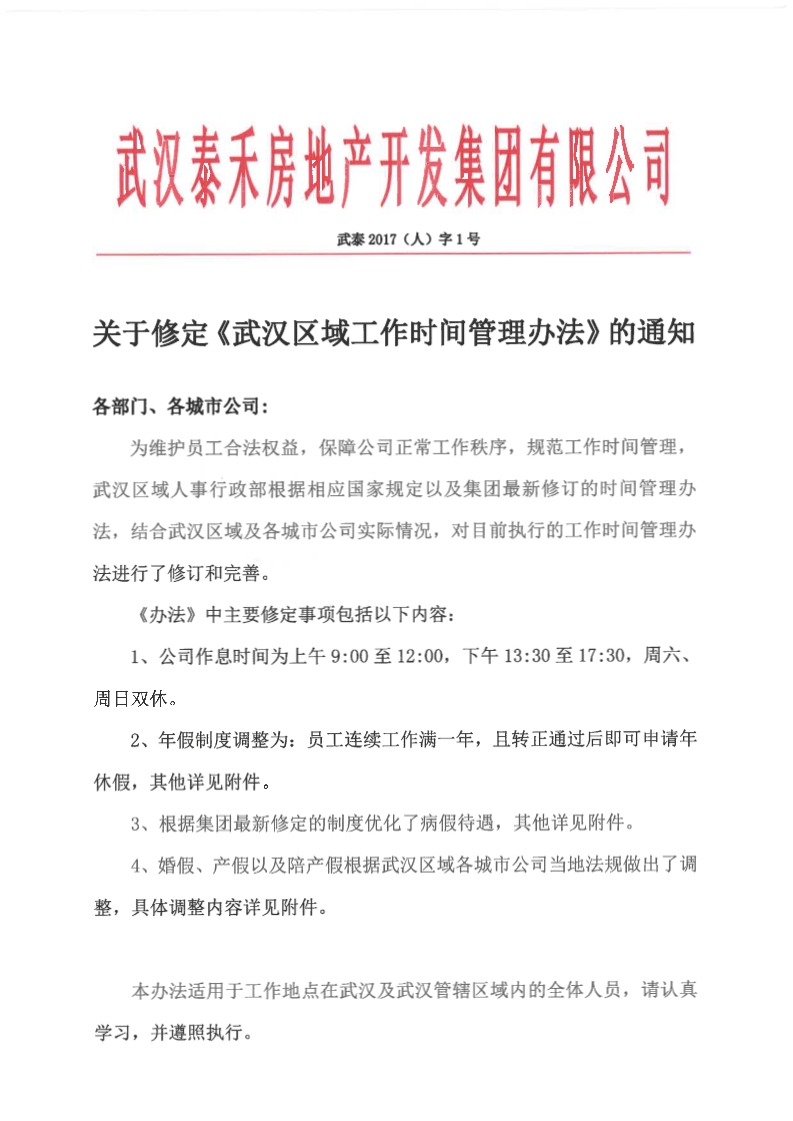 武汉泰禾房地产开发集团有限公司
武泰 2017（人）字 1 号
关于修定《武汉区域工作时间管理办法》的通知
各部门、各城市公司：
为维护员工合法权益，保障公司正常工作秩序，规范工作时间管理，
武汉区域人事行政部根据相应国家规定以及集团最新修订的时间管理办
法，结合武汉区域及各城市公司实际情况，对目前执行的工作时间管理办
法进行了修订和完善。
《办法》中主要修定事项包括以下内容：
1、公司作息时间为上午 9:00 至 12:00，下午 13:30 至 17:30，周六、
周日双休。
2、年假制度调整为：员工连续工作满一年，且转正通过后即可申请年
休假，其他详见附件。
3、根据集团最新修定的制度优化了病假待遇，其他详见附件。
4、婚假、产假以及陪产假根据武汉区域各城市公司当地法规做出了调
整，具体调整内容详见附件。
本办法适用于工作地点在武汉及武汉管辖区域内的全体人员，请认真
学习，并遵照执行。